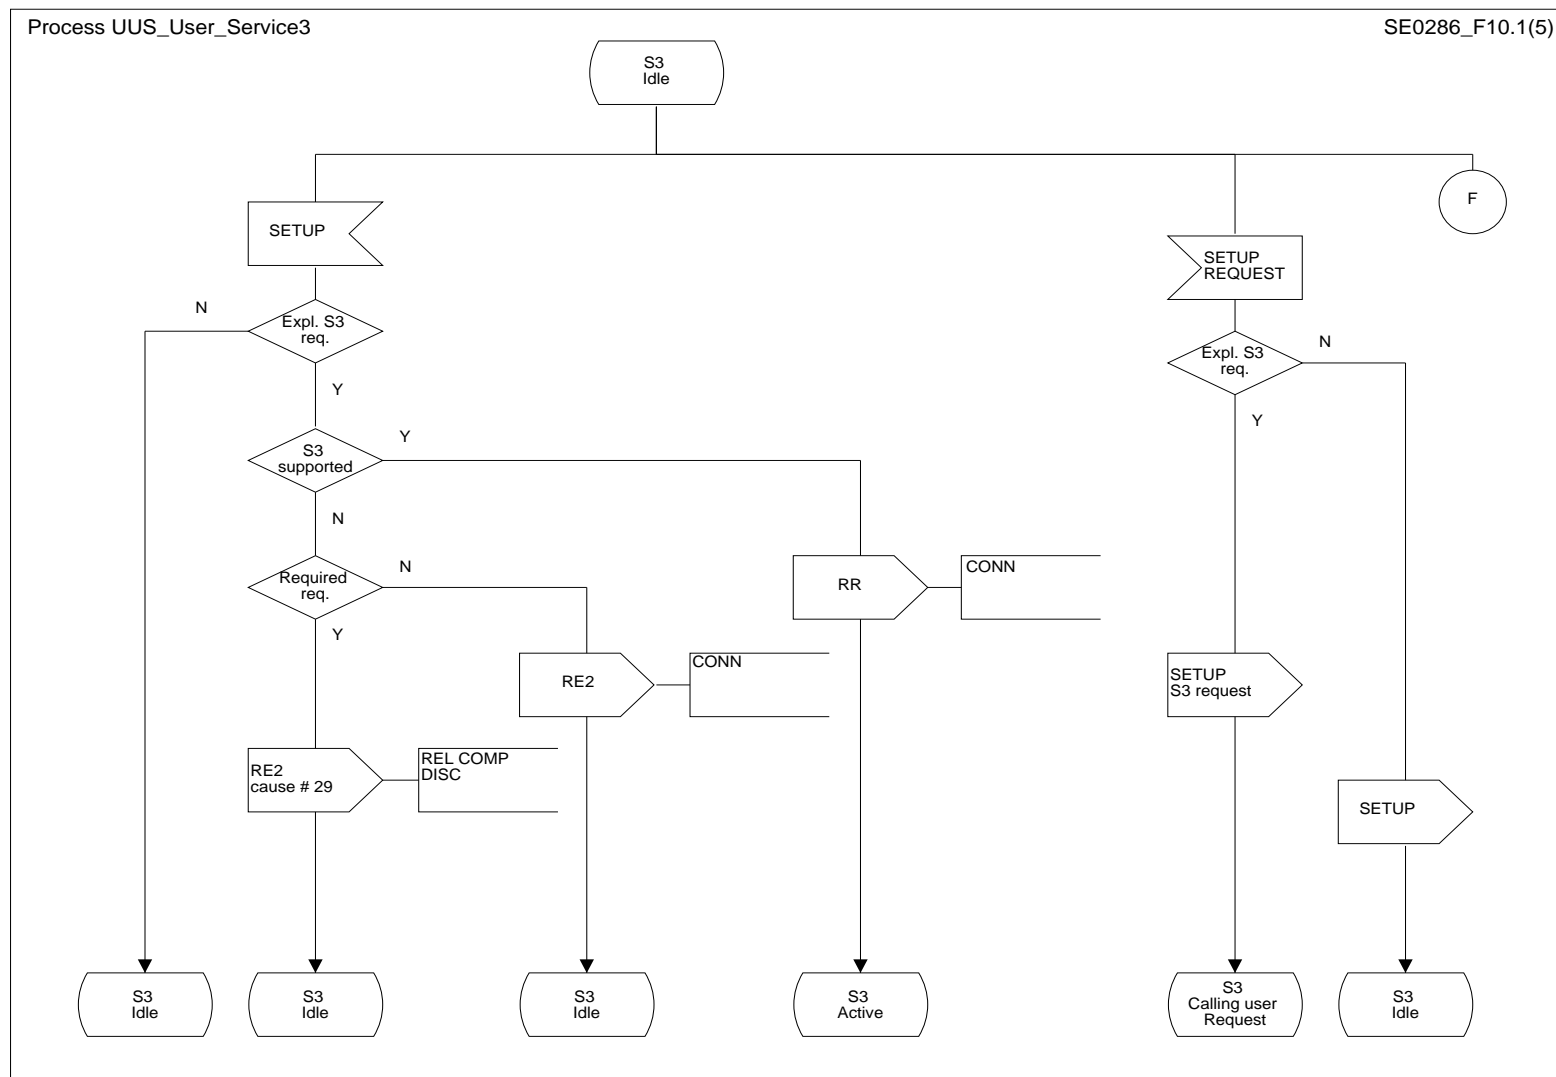 Process UUS_User_Service3
SE0286_F10.1(5)
S3
Idle
F
SETUP
SETUP
REQUEST
N
Expl. S3
req.
Y
Expl. S3
req.
N
Y
S3
supported
Y
N
Required
req.
N
Y
RR
CONN
RE2
CONN
SETUP
S3 request
RE2
cause # 29
REL COMP
DISC
SETUP
S3
Idle
S3
Idle
S3
Idle
S3
Active
S3
Calling user
Request
S3
Idle